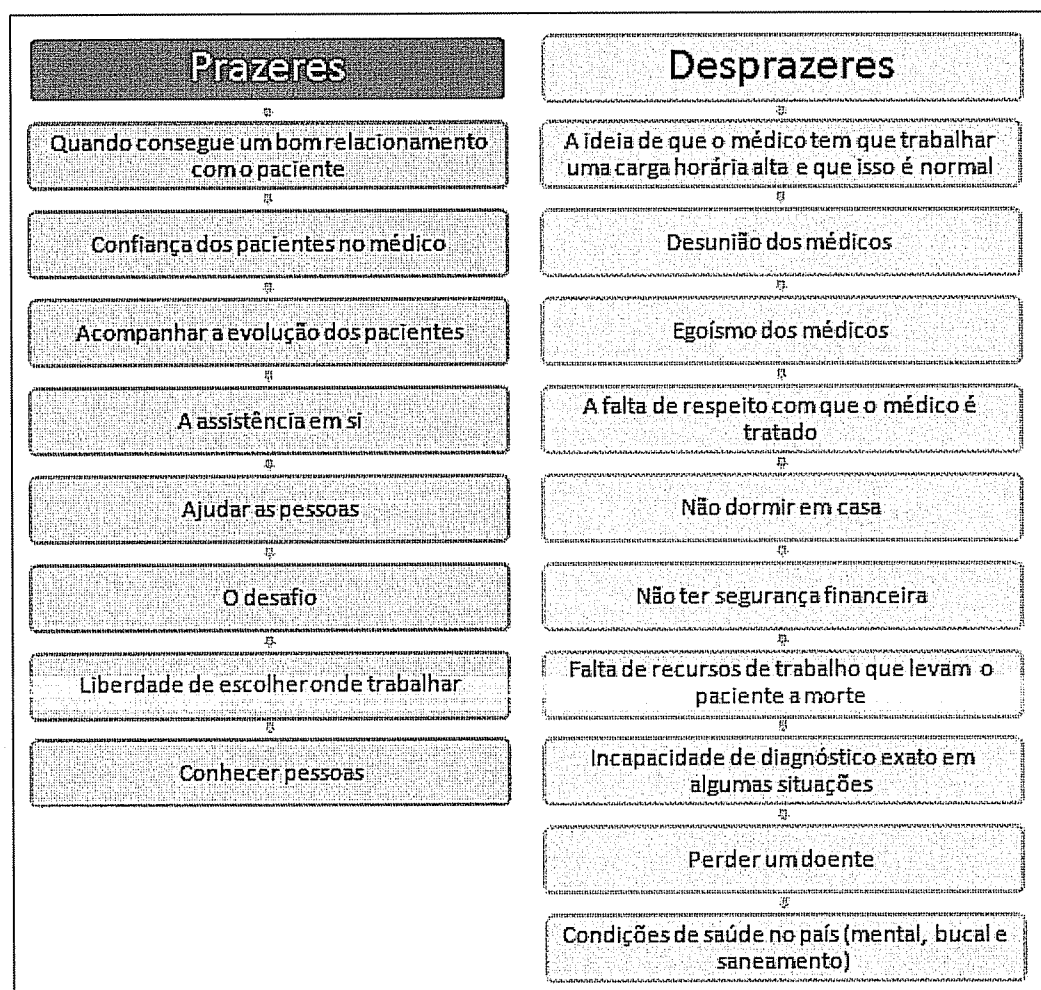 Prazeres
Quando consegue um bom relacionamento
com o paciente
Confiança dos pacientes no médico
Acompanhar a evolução dos pacientes
A assistência em si
Ajudar as pessoas
O desafio
Liberdade de escolher onde trabalhar
Conhecer pessoas
Desprazeres
A ideia de que o médico tem que trabalhar
uma carga horária alta e que isso é normal
Desunião dos médicos
Egoísmo dos médicos
A falta de respeito com que o médico é
tratado
Não dormir em casa
Não ter segurança financeira
Falta de recursos de trabalho que levam o
paciente a morte
Incapacidade de diagnóstico exato em
algumas situações
Perder um doente
Condições de saúde no país (mental, bucal e
saneamento)